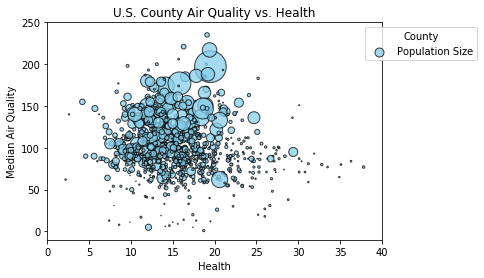 U.S. County Air Quality vs. Health
County
Population Size
250
200
150
100
50
0
Median Air Quality
0 5 10 15 20 25 30 35 40
Health